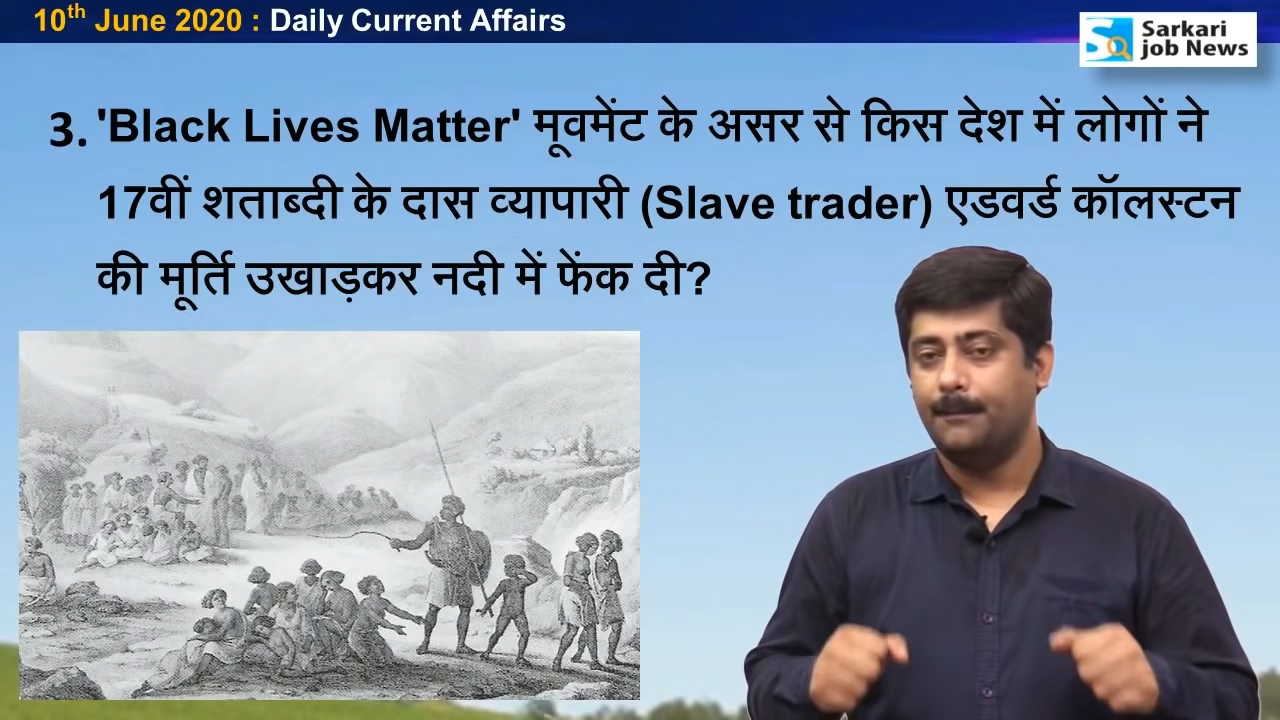 10th June 2020 : Daily Current Affairs
Sarkari
job News
3. 'Black Lives Matter' मूवमेंट के असर से किस देश में लोगों ने
17वीं शताब्दी के दास व्यापारी (Slave trader) एडवर्ड कॉलस्टन
की मूर्ति उखाड़कर नदी में फेंक दी?